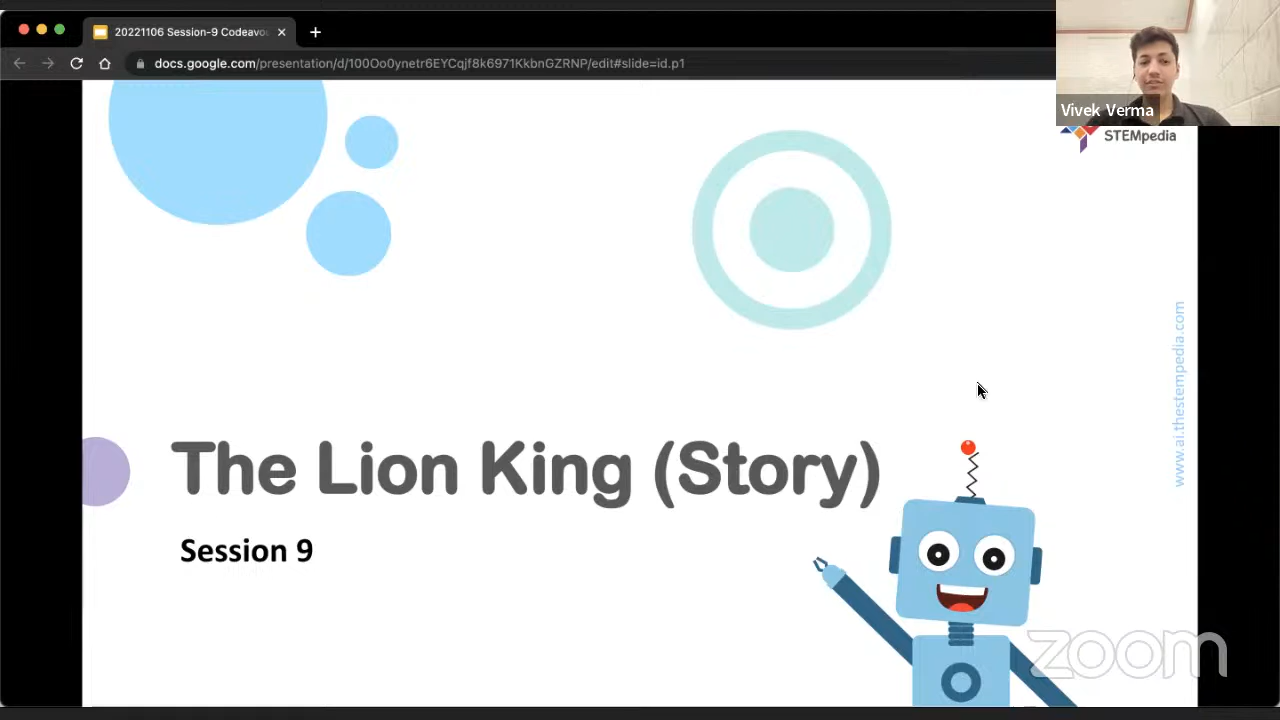 20221106 Session-9 Codeavou
docs.google.com/presentation/d/100Oo0ynetr6EYCqjf8k6971KkbnGZRNP/edit#slide=id.p1
Vivek Verma
STEMpedia
www.ai.thestempedia.com
The Lion King (Story)
Session 9
zoom